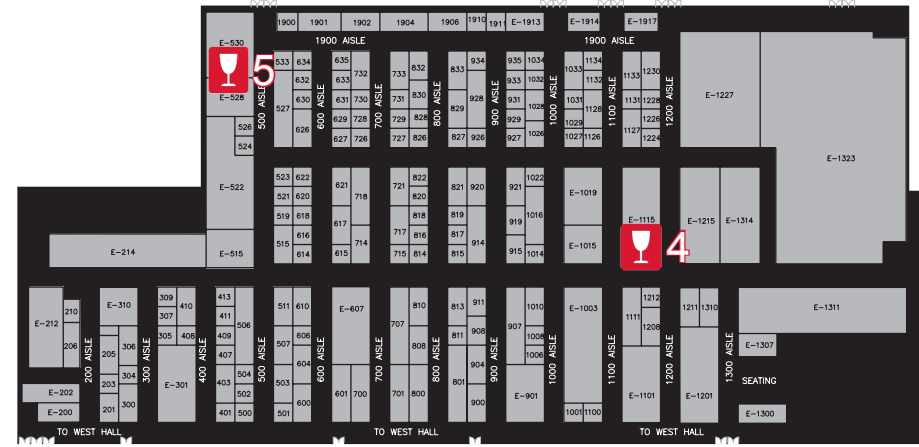 1900 1901 1902 1904 1906 1910 1911 E-1913 E-1914 E-1917
1900 AISLE 1900 AISLE
E-530
5
E-528
526
524
E-522
E-515
E-214
500 AISLE
533 634
632
527 630
626
600 AISLE
635 732
633
631 730
629 728
627 726
700 AISLE
733 832
830
731
729 828
727 826
800 AISLE
833 934
928
829
827 926
900 AISLE
935 1034
933 1032
931 1028
929
927 1026
1000 AISLE
1033 1134
1132
1031 1128
1029
1027 1126
1100 AISLE
1133 1230
1131 1228
1127 1226
1224
1200 AISLE
E-1227
E-1323
523 622
521 620
519 618
515 616
614
621 718
617 714
615
721 822
820
717 818
816
715 814
821 920
819
817 914
815
921 1022
919 1016
915 1014
E-1019
E-1015
E-1115
4
E-1215 E-1314
E-212
210
206
E-202
E-200
200 AISLE
E-310
205 306
203 304
201 300
300 AISLE
309 410
307
305 408
E-301
400 AISLE
413 506
411
409
407
403 504
502
401 500
500 AISLE
511 610
507 606
604
503 600
501
600 AISLE
E-607
601 700
700 AISLE
707 810
808
701 800
800 AISLE
813 911
811 908
801 904
900
900 AISLE
907 1010
1008
1006
E-901
1000 AISLE
E-1003
1001 1100
1100 AISLE
1111 1212
1208
E-1101
1200 AISLE
1211 1310
E-1201
1300 AISLE
E-1311
E-1307
SEATING
E-1300
TO WEST HALL TO WEST HALL TO WEST HALL